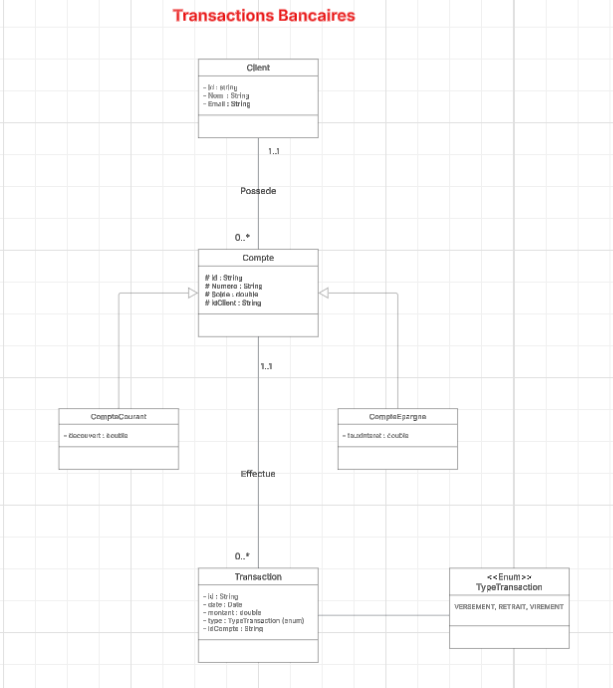 Transactions Bancaires
Client
- Id : string
- Nom : String
- Email : String
1..1
Possede
0..*
Compte
# id : String
# Numero : String
# Solde : double
# idClient : String
1..1
CompteCourant
- decouvert : double
CompteEpargne
- tauxInteret : double
Effectue
0..*
Transaction
- id : String
- date : Date
- montant : double
- type : TypeTransaction (enum)
- idCompte : String
<<Enum>>
TypeTransaction
VERSEMENT, RETRAIT, VIREMENT